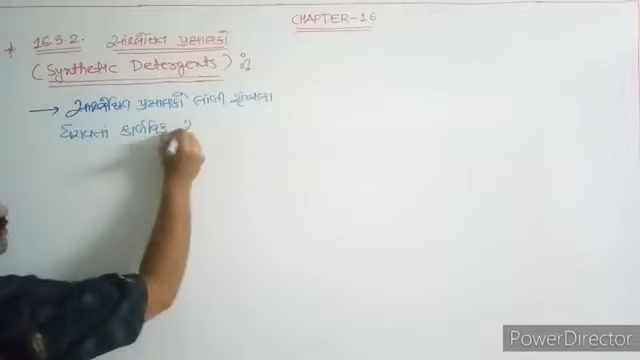 CHAPTER-16
* 16.5.2. સાંશ્લેષિત પ્રક્ષાલકો
(Synthetic Detergents) :
→ સાંશ્લેષિત પ્રક્ષાલકો લાંબી શૃંખલા
ધરાવતાં કાર્બનિક
PowerDirector